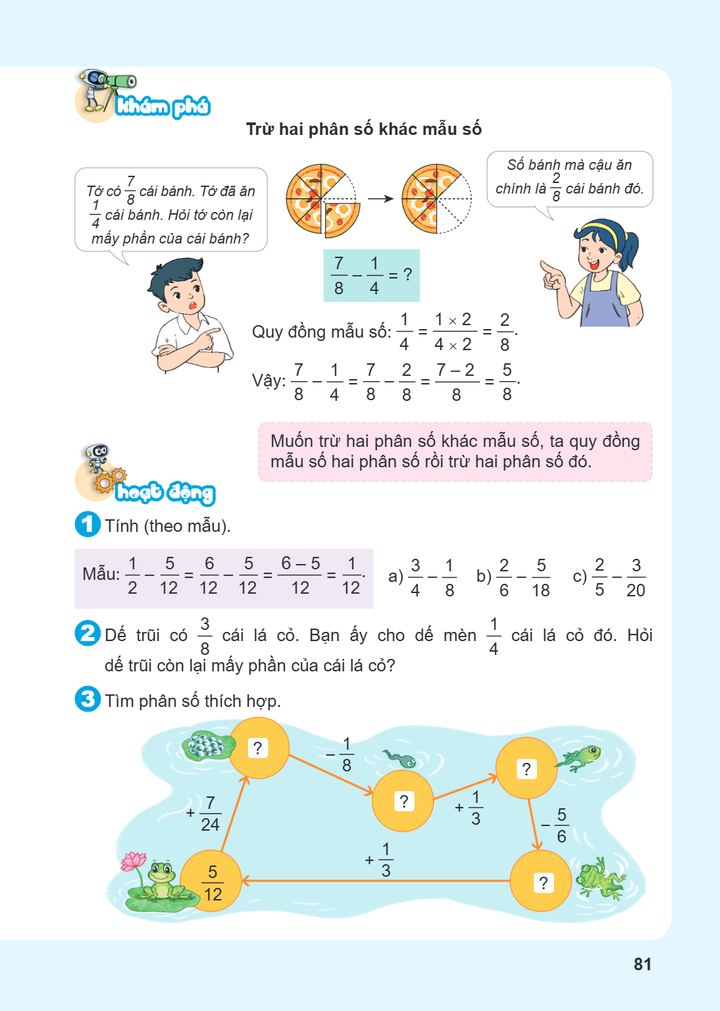 khám phá
Trừ hai phân số khác mẫu số
Tớ có 7/8 cái bánh. Tớ đã ăn
1/4 cái bánh. Hỏi tớ còn lại
mấy phần của cái bánh?
Số bánh mà cậu ăn
chính là 2/8 cái bánh đó.
7/8 – 1/4 = ?
Quy đồng mẫu số: 1/4 = (1 × 2)/(4 × 2) = 2/8.
Vậy: 7/8 – 1/4 = 7/8 – 2/8 = (7 – 2)/8 = 5/8.
Muốn trừ hai phân số khác mẫu số, ta quy đồng
mẫu số hai phân số rồi trừ hai phân số đó.
hoạt động
1 Tính (theo mẫu).
Mẫu: 1/2 – 5/12 = 6/12 – 5/12 = (6 – 5)/12 = 1/12. a) 3/4 – 1/8 b) 2/6 – 5/18 c) 2/5 – 3/20
2 Dế trũi có 3/8 cái lá cỏ. Bạn ấy cho dế mèn 1/4 cái lá cỏ đó. Hỏi
dế trũi còn lại mấy phần của cái lá cỏ?
3 Tìm phân số thích hợp.
?
– 1/8
?
+ 1/3
?
+ 7/24
– 5/6
5/12
+ 1/3
?
81